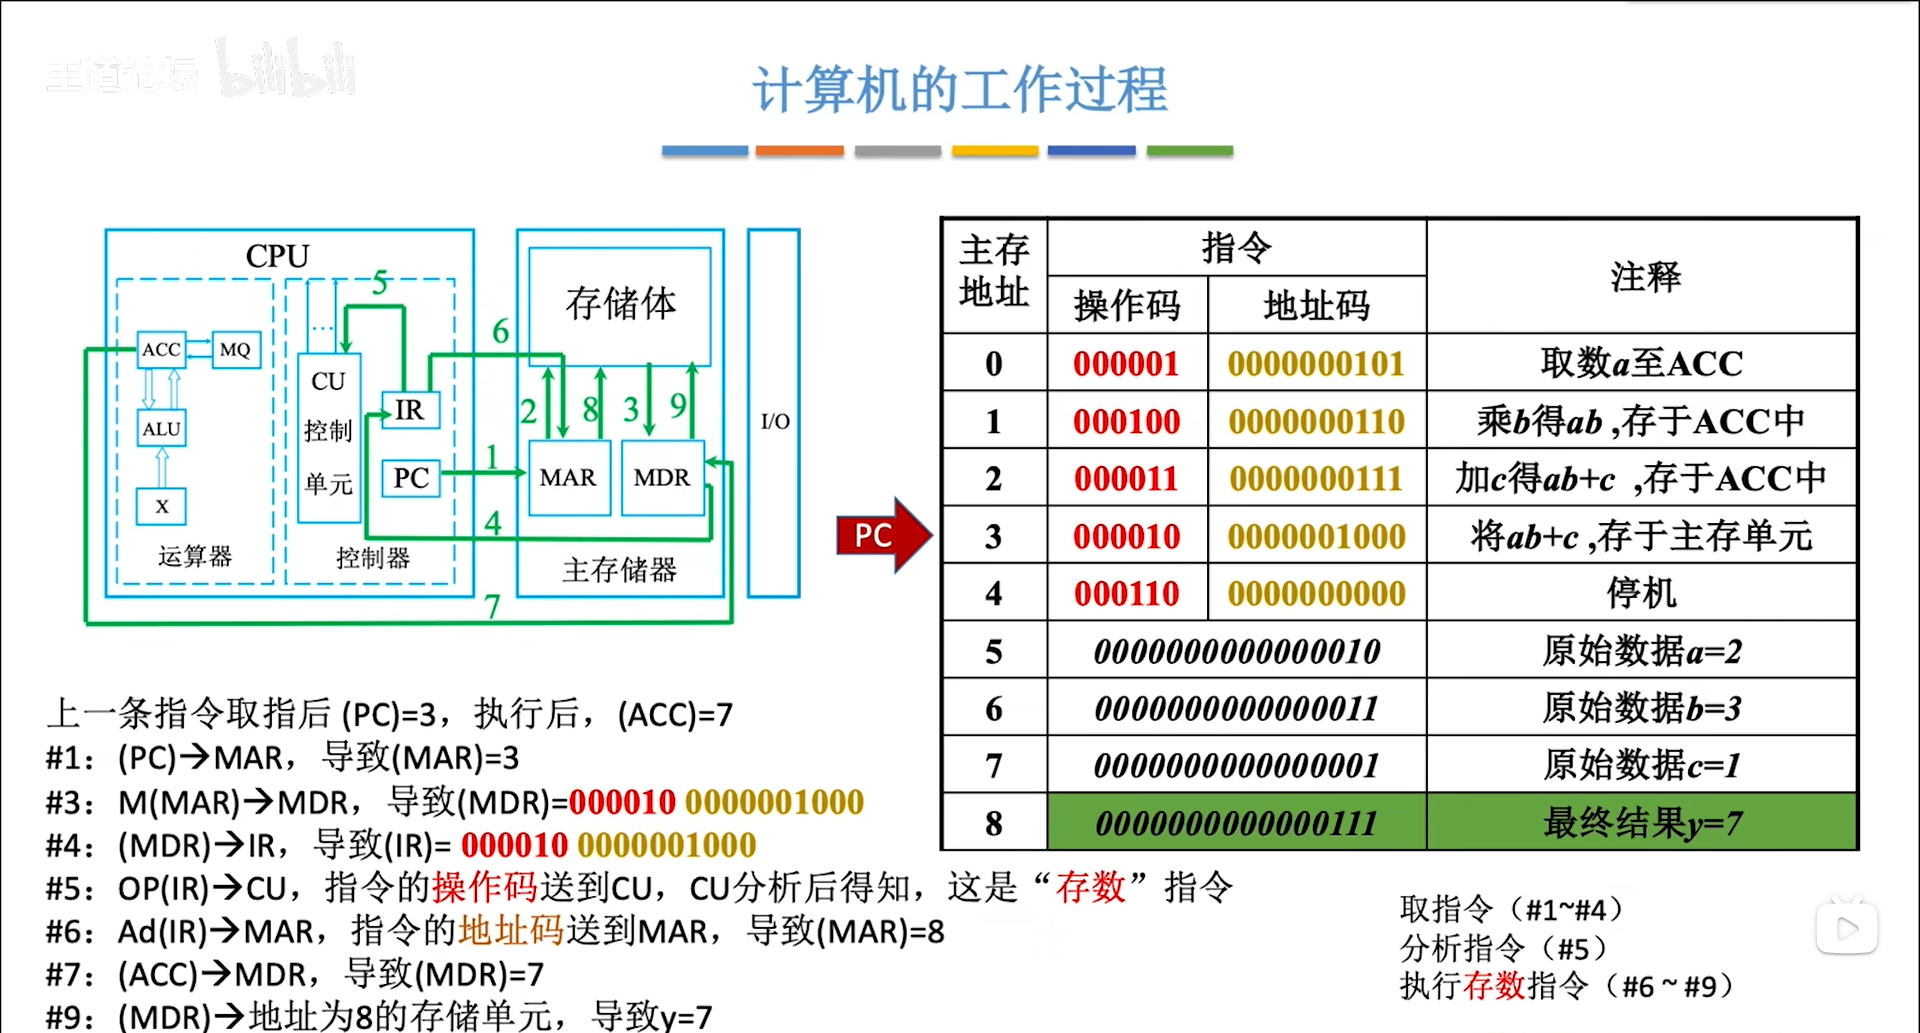 王道论坛 bilibili
计算机的工作过程
CPU
5
存储体
6
ACC
MQ
...
CU
控制
单元
IR
2
8
3
9
ALU
I/O
PC
1
MAR
MDR
X
4
运算器
控制器
主存储器
7
PC
主存地址 指令 注释
操作码 地址码
0 000001 0000000101 取数a至ACC
1 000100 0000000110 乘b得ab ,存于ACC中
2 000011 0000000111 加c得ab+c ,存于ACC中
3 000010 0000001000 将ab+c ,存于主存单元
4 000110 0000000000 停机
5 0000000000000010 原始数据a=2
6 0000000000000011 原始数据b=3
7 0000000000000001 原始数据c=1
8 0000000000000111 最终结果y=7
上一条指令取指后 (PC)=3，执行后，(ACC)=7
#1：(PC)→MAR，导致(MAR)=3
#3：M(MAR)→MDR，导致(MDR)=000010 0000001000
#4：(MDR)→IR，导致(IR)= 000010 0000001000
#5：OP(IR)→CU，指令的操作码送到CU，CU分析后得知，这是“存数”指令
#6：Ad(IR)→MAR，指令的地址码送到MAR，导致(MAR)=8
#7：(ACC)→MDR，导致(MDR)=7
#9：(MDR)→地址为8的存储单元，导致y=7
取指令（#1~#4）
分析指令（#5）
执行存数指令（#6 ~ #9）